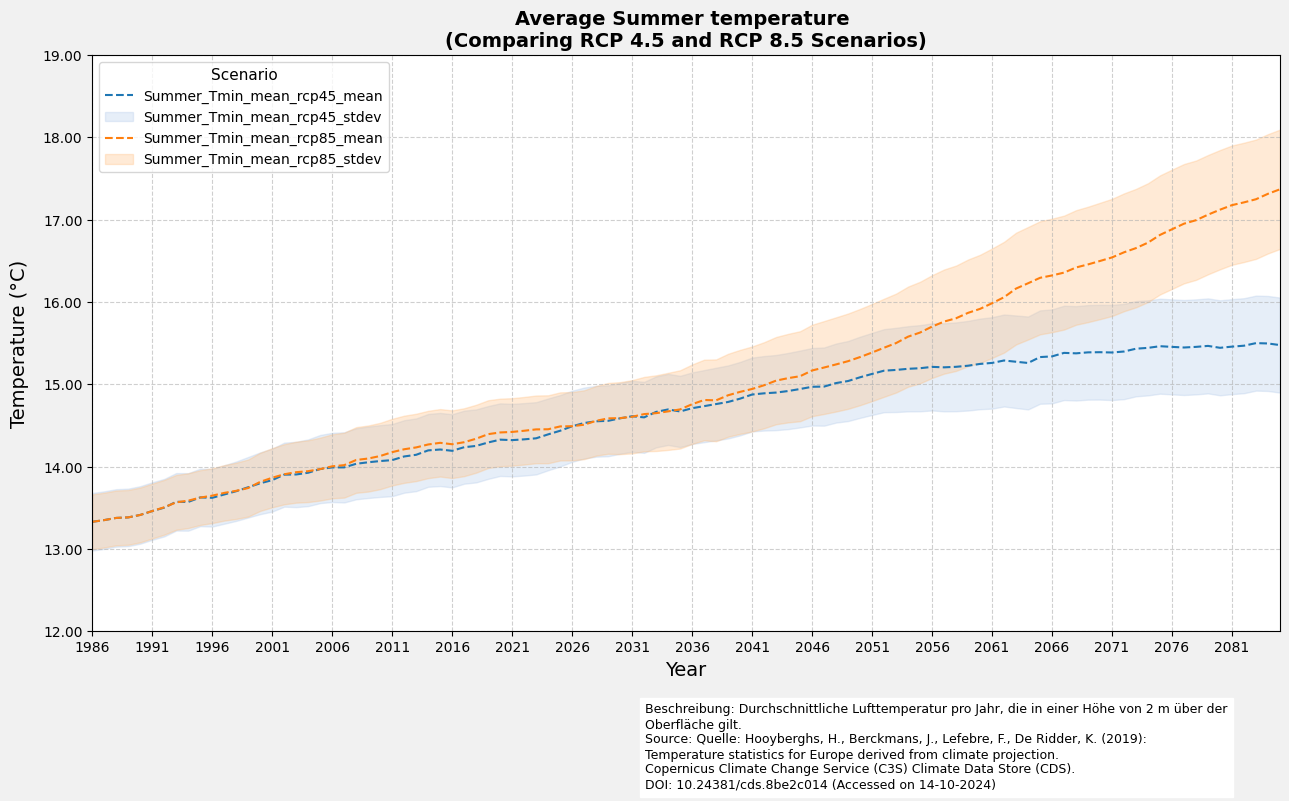 Average Summer temperature
(Comparing RCP 4.5 and RCP 8.5 Scenarios)
Scenario
Summer_Tmin_mean_rcp45_mean
Summer_Tmin_mean_rcp45_stdev
Summer_Tmin_mean_rcp85_mean
Summer_Tmin_mean_rcp85_stdev
Temperature (°C)
19.00
18.00
17.00
16.00
15.00
14.00
13.00
12.00
1986 1991 1996 2001 2006 2011 2016 2021 2026 2031 2036 2041 2046 2051 2056 2061 2066 2071 2076 2081
Year
Beschreibung: Durchschnittliche Lufttemperatur pro Jahr, die in einer Höhe von 2 m über der
Oberfläche gilt.
Source: Quelle: Hooyberghs, H., Berckmans, J., Lefebre, F., De Ridder, K. (2019):
Temperature statistics for Europe derived from climate projection.
Copernicus Climate Change Service (C3S) Climate Data Store (CDS).
DOI: 10.24381/cds.8be2c014 (Accessed on 14-10-2024)